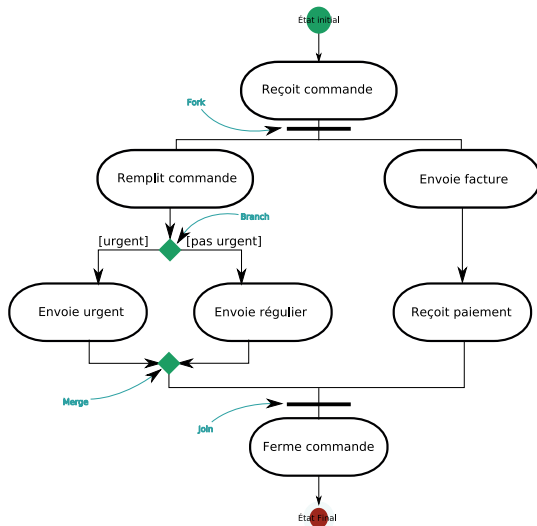 État initial
Reçoit commande
Fork
Remplit commande
Envoie facture
Branch
[urgent]
[pas urgent]
Envoie urgent
Envoie régulier
Reçoit paiement
Merge
Join
Ferme commande
État Final